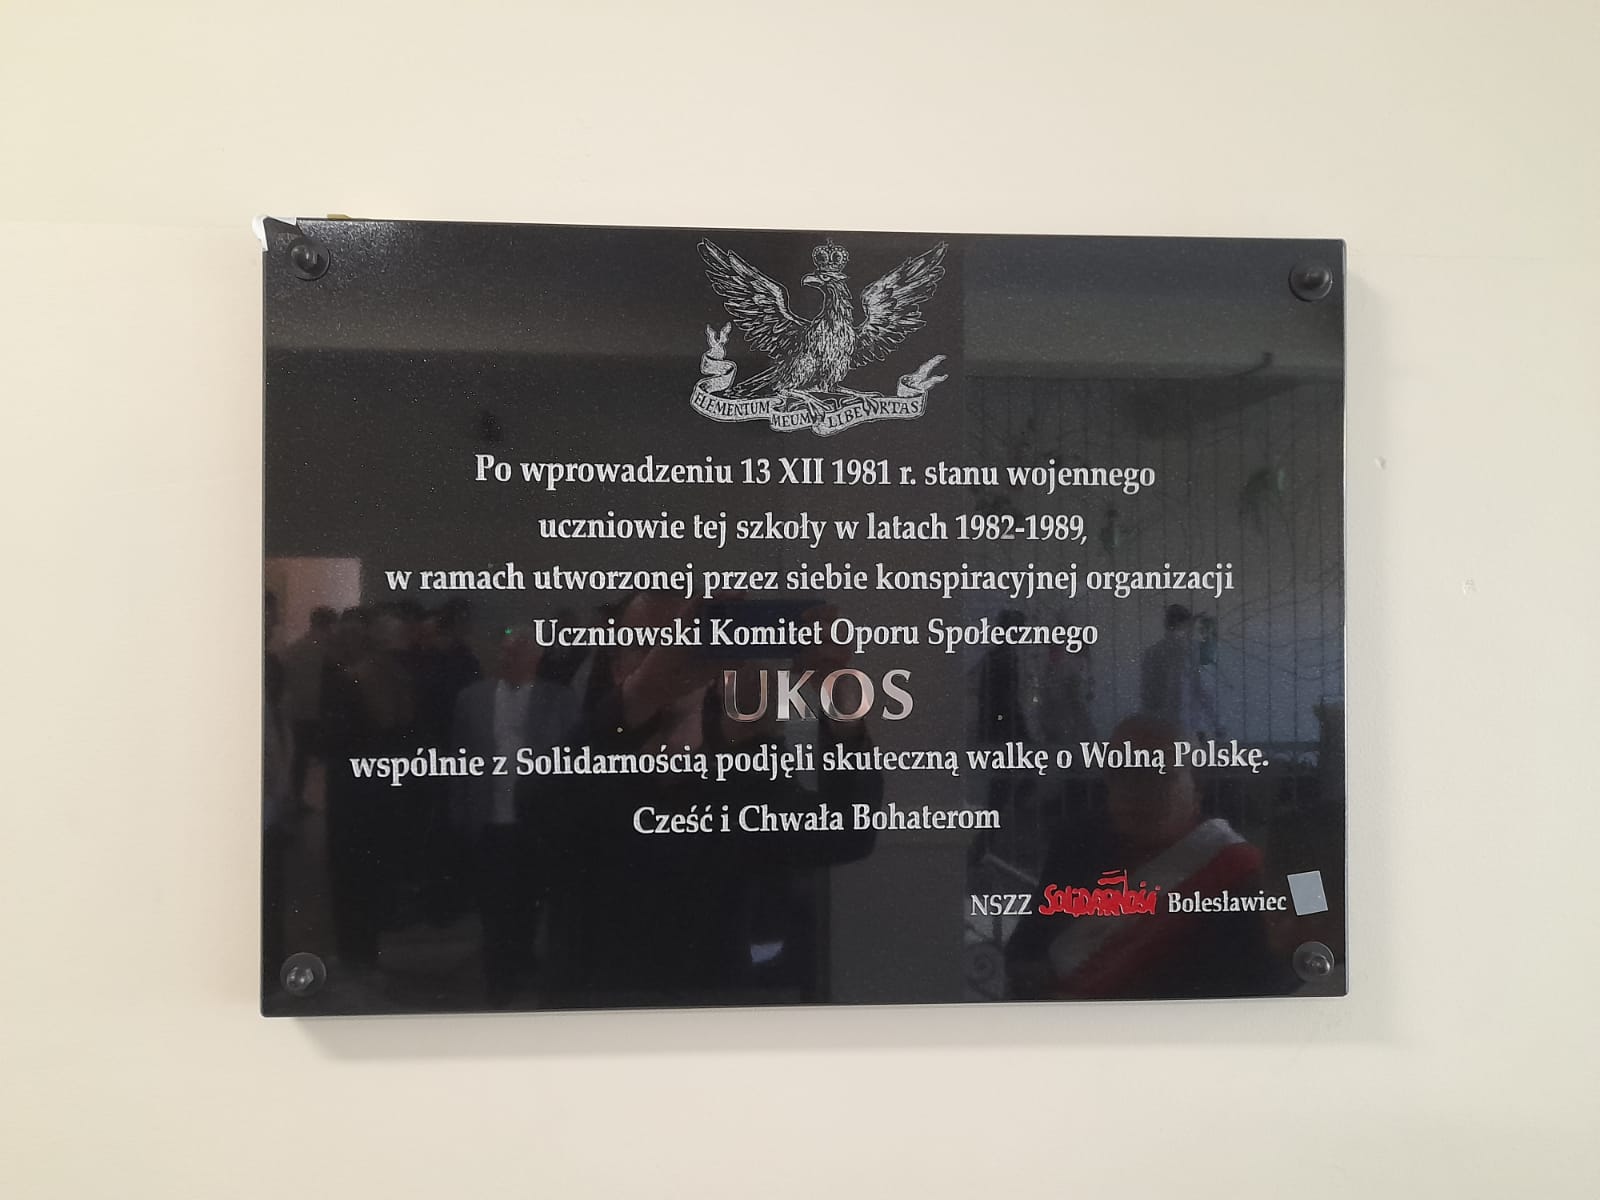 ELEMENTUM MEUM LIBERTAS
Po wprowadzeniu 13 XII 1981 r. stanu wojennego
uczniowie tej szkoły w latach 1982-1989,
w ramach utworzonej przez siebie konspiracyjnej organizacji
Uczniowski Komitet Oporu Społecznego
UKOS
wspólnie z Solidarnością podjęli skuteczną walkę o Wolną Polskę.
Cześć i Chwała Bohaterom
NSZZ SOLIDARNOŚĆ Bolesławiec